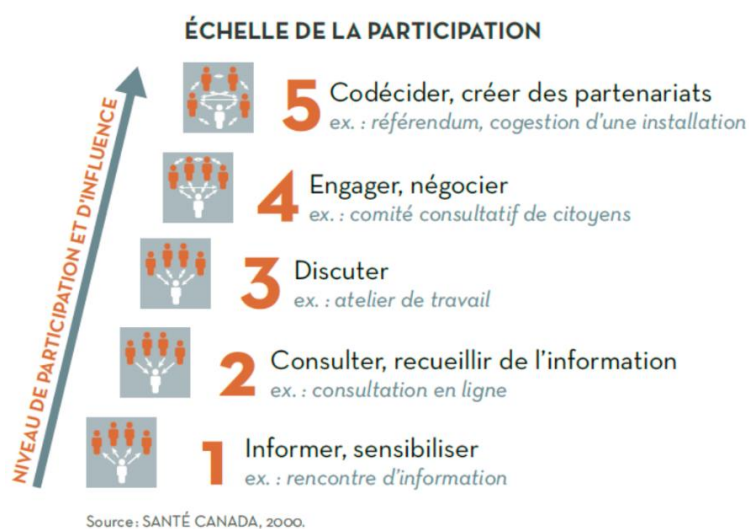 ÉCHELLE DE LA PARTICIPATION
NIVEAU DE PARTICIPATION ET D'INFLUENCE
5 Codécider, créer des partenariats
ex. : référendum, cogestion d'une installation
4 Engager, négocier
ex. : comité consultatif de citoyens
3 Discuter
ex. : atelier de travail
2 Consulter, recueillir de l'information
ex. : consultation en ligne
1 Informer, sensibiliser
ex. : rencontre d'information
Source: SANTÉ CANADA, 2000.